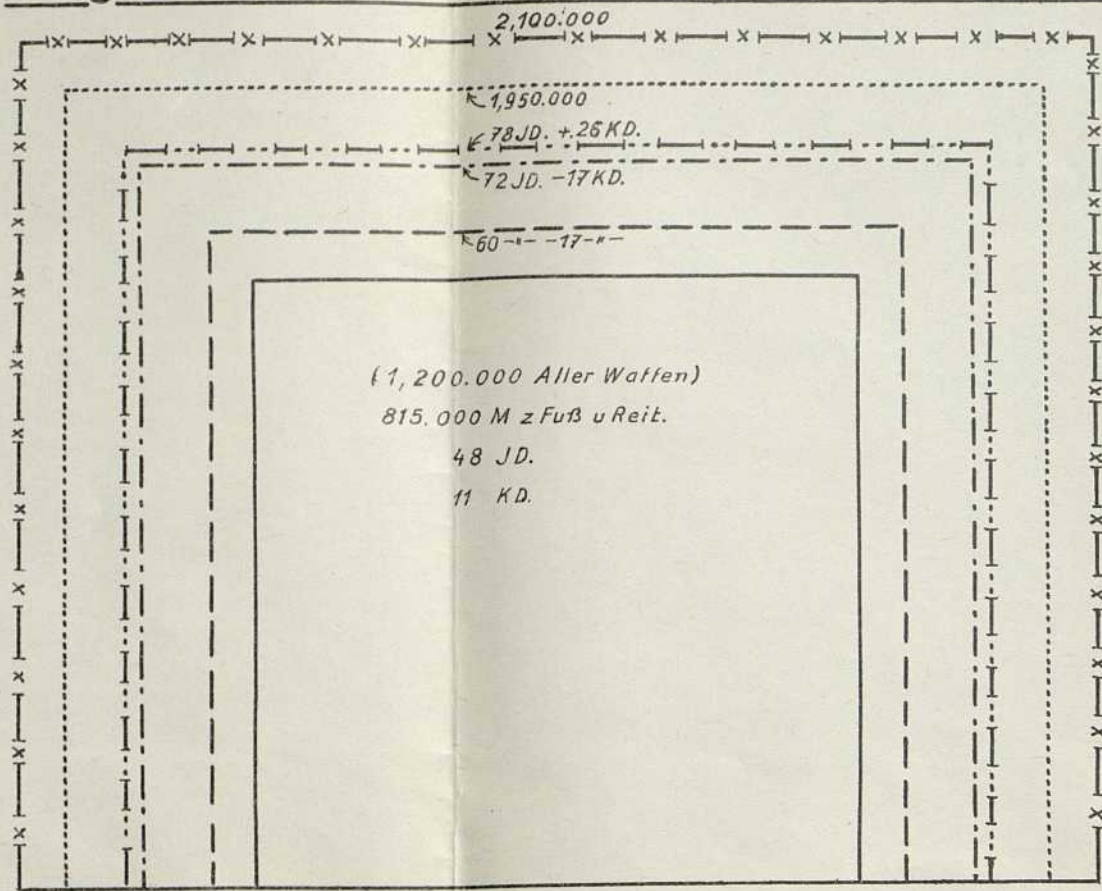 2,100.000
1,950.000
78 JD. +.26 KD.
72 JD. -17 KD.
60 -"- -17-"-
(1,200.000 Aller Waffen)
815.000 M z Fuß u Reit.
48 JD.
11 KD.